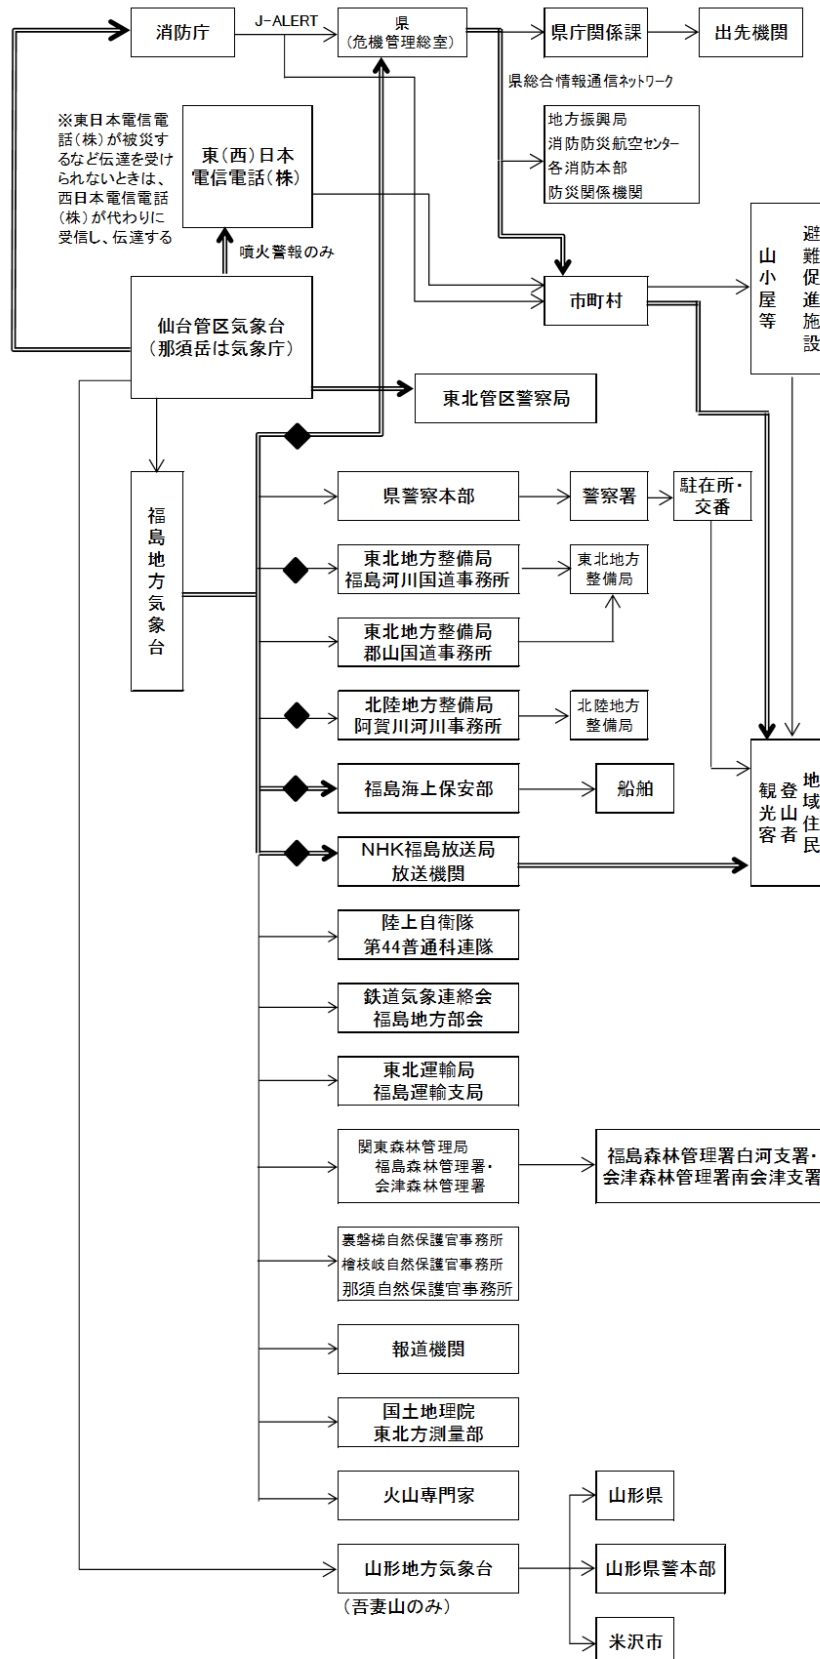 消防庁
J-ALERT
県
(危機管理総室)
県庁関係課
出先機関
県総合情報通信ネットワーク
※東日本電信電
話(株)が被災す
るなど伝達を受け
られないときは、
西日本電信電話
(株)が代わりに
受信し、伝達する
東(西)日本
電信電話(株)
地方振興局
消防防災航空センター
各消防本部
防災関係機関
噴火警報のみ
避難促進施設
山小屋等
仙台管区気象台
(那須岳は気象庁)
市町村
東北管区警察局
福島地方気象台
県警察本部
警察署
駐在所・
交番
東北地方整備局
福島河川国道事務所
東北地方
整備局
東北地方整備局
郡山国道事務所
北陸地方整備局
阿賀川河川事務所
北陸地方
整備局
福島海上保安部
船舶
地域住民
登山者
観光客
NHK福島放送局
放送機関
陸上自衛隊
第44普通科連隊
鉄道気象連絡会
福島地方部会
東北運輸局
福島運輸支局
関東森林管理局
福島森林管理署・
会津森林管理署
福島森林管理署白河支署・
会津森林管理署南会津支署
裏磐梯自然保護官事務所
檜枝岐自然保護官事務所
那須自然保護官事務所
報道機関
国土地理院
東北方測量部
火山専門家
山形県
山形地方気象台
(吾妻山のみ)
山形県警本部
米沢市